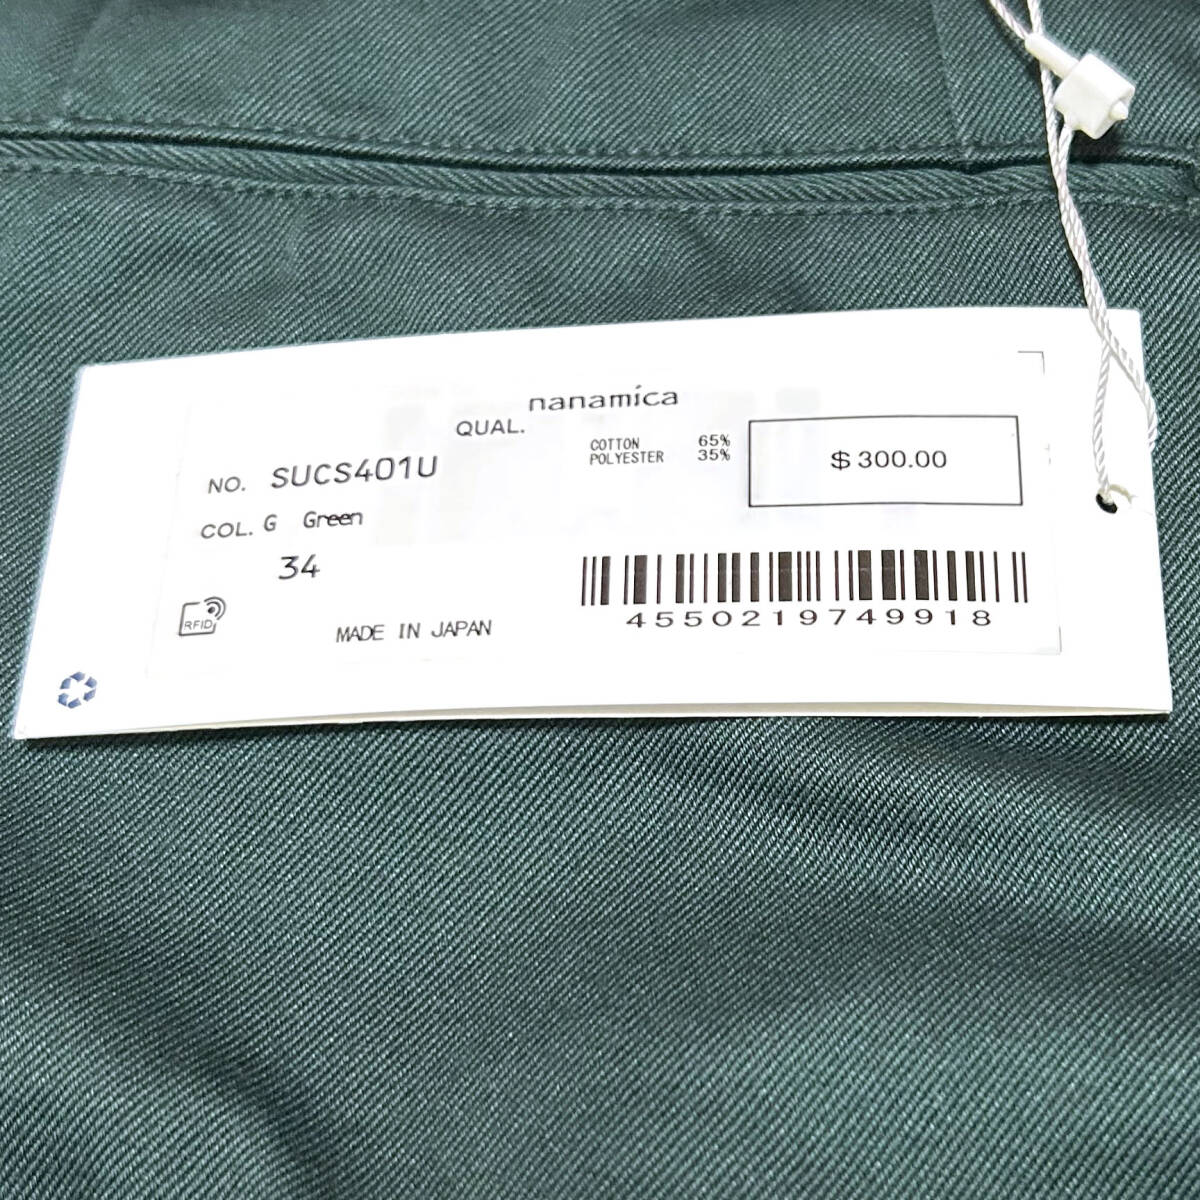 nanamica
QUAL.
COTTON 65%
POLYESTER 35%
$300.00
NO. SUCS401U
COL. G Green
34
RFID
MADE IN JAPAN
4550219749918